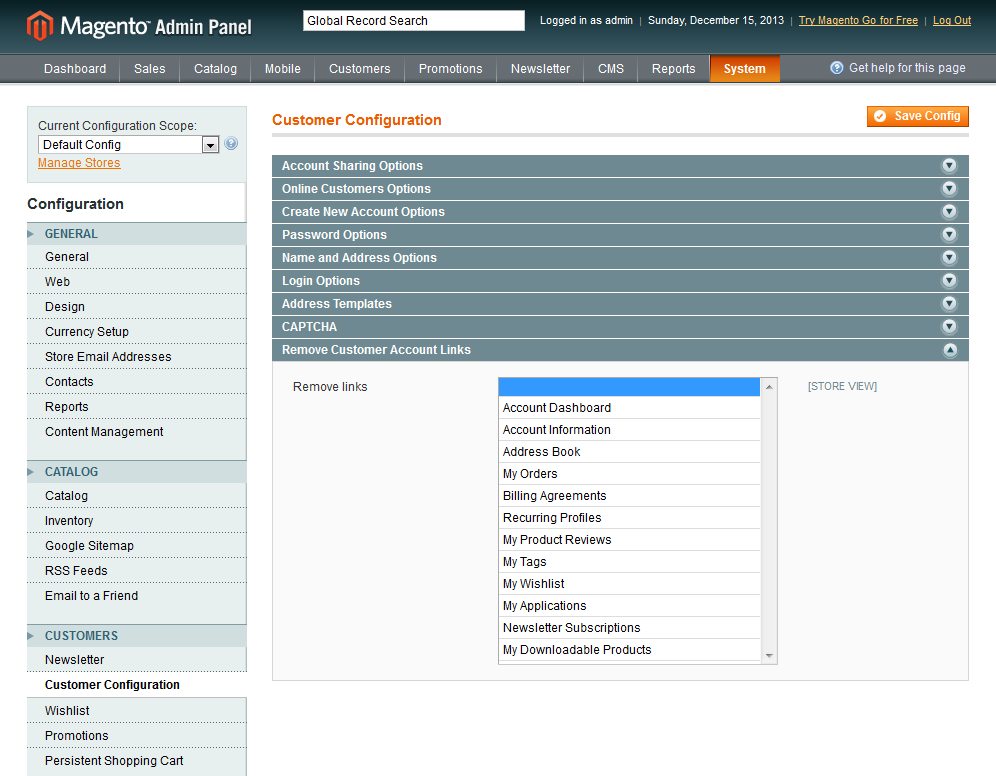 Magento™ Admin Panel
Global Record Search
Logged in as admin | Sunday, December 15, 2013 | Try Magento Go for Free | Log Out
Dashboard Sales Catalog Mobile Customers Promotions Newsletter CMS Reports System Get help for this page
Current Configuration Scope:
Default Config
Manage Stores
Configuration
GENERAL
General
Web
Design
Currency Setup
Store Email Addresses
Contacts
Reports
Content Management
CATALOG
Catalog
Inventory
Google Sitemap
RSS Feeds
Email to a Friend
CUSTOMERS
Newsletter
Customer Configuration
Wishlist
Promotions
Persistent Shopping Cart
Customer Configuration
Save Config
Account Sharing Options
Online Customers Options
Create New Account Options
Password Options
Name and Address Options
Login Options
Address Templates
CAPTCHA
Remove Customer Account Links
Remove links
Account Dashboard
Account Information
Address Book
My Orders
Billing Agreements
Recurring Profiles
My Product Reviews
My Tags
My Wishlist
My Applications
Newsletter Subscriptions
My Downloadable Products
[STORE VIEW]